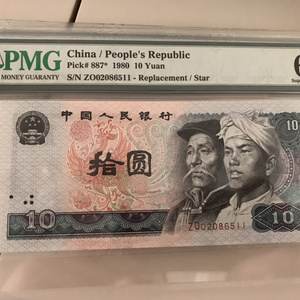 PMG
China / People's Republic
MONEY GUARANTY
Pick# 887* 1980 10 Yuan
S/N ZO02086511 - Replacement / Star
中国人民银行
10
拾圆
ZO02086511
10
10